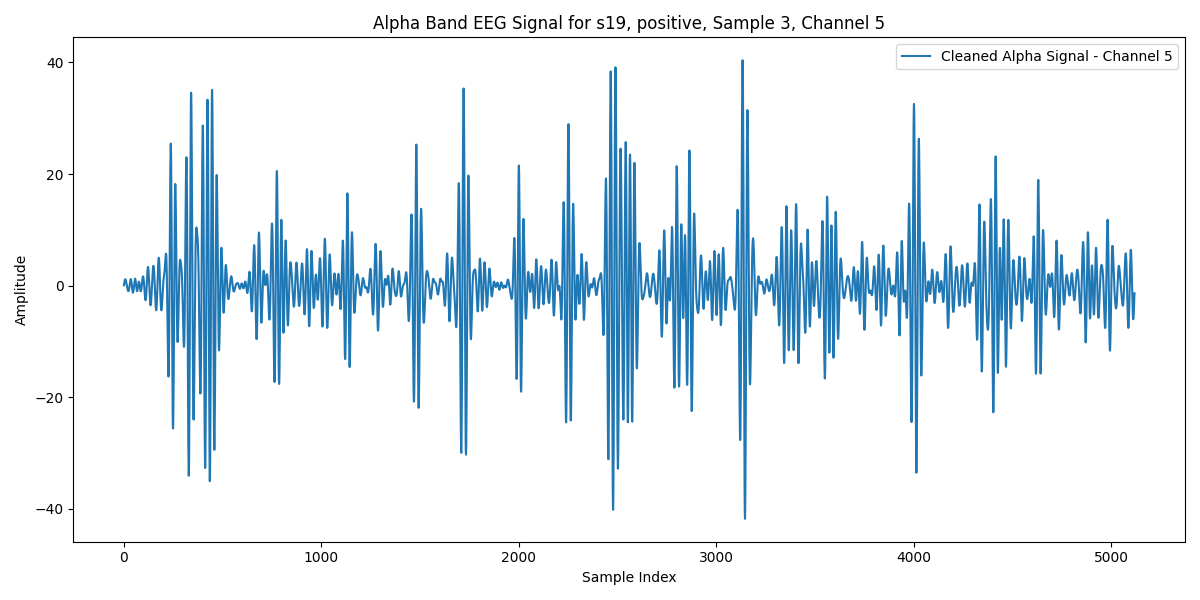 Alpha Band EEG Signal for s19, positive, Sample 3, Channel 5
Cleaned Alpha Signal - Channel 5
Amplitude
40
20
0
−20
−40
0
1000
2000
3000
4000
5000
Sample Index